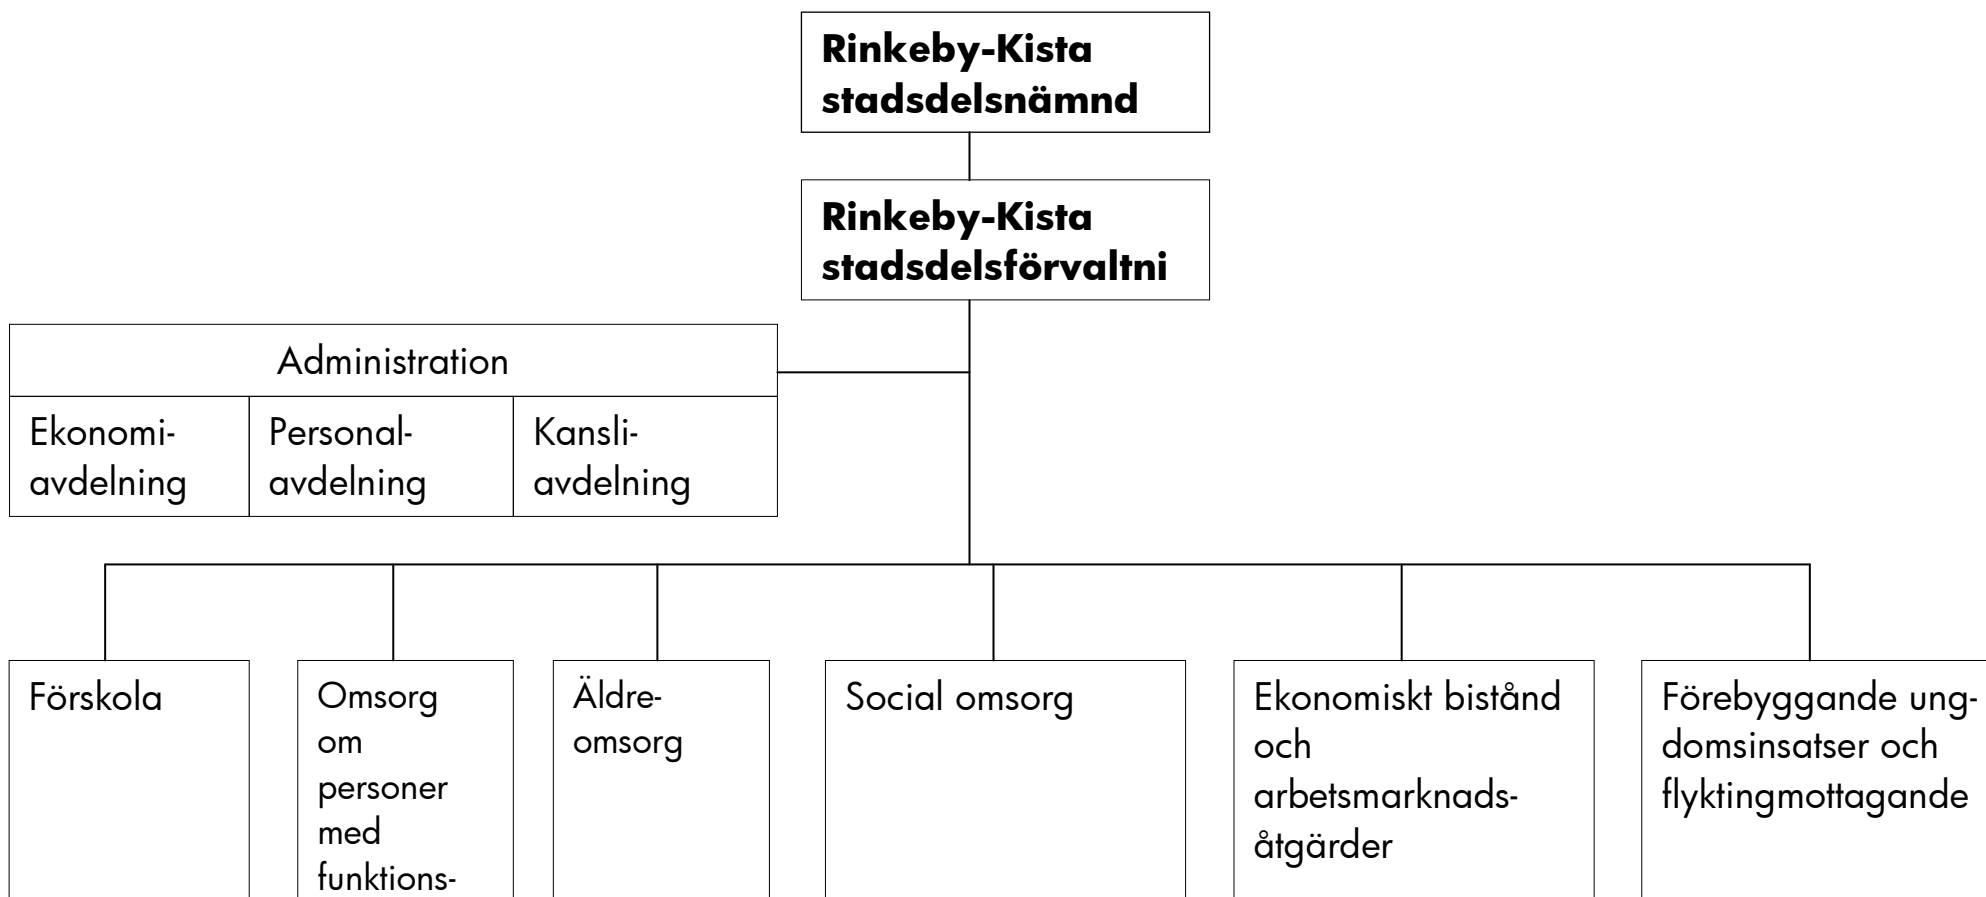 Rinkeby-Kista
stadsdelsnämnd
Rinkeby-Kista
stadsdelsförvaltni
Administration
Ekonomi-
avdelning
Personal-
avdelning
Kansli-
avdelning
Förskola
Omsorg
om
personer
med
funktions-
Äldre-
omsorg
Social omsorg
Ekonomiskt bistånd
och
arbetsmarknads-
åtgärder
Förebyggande ung-
domsinsatser och
flyktingmottagande